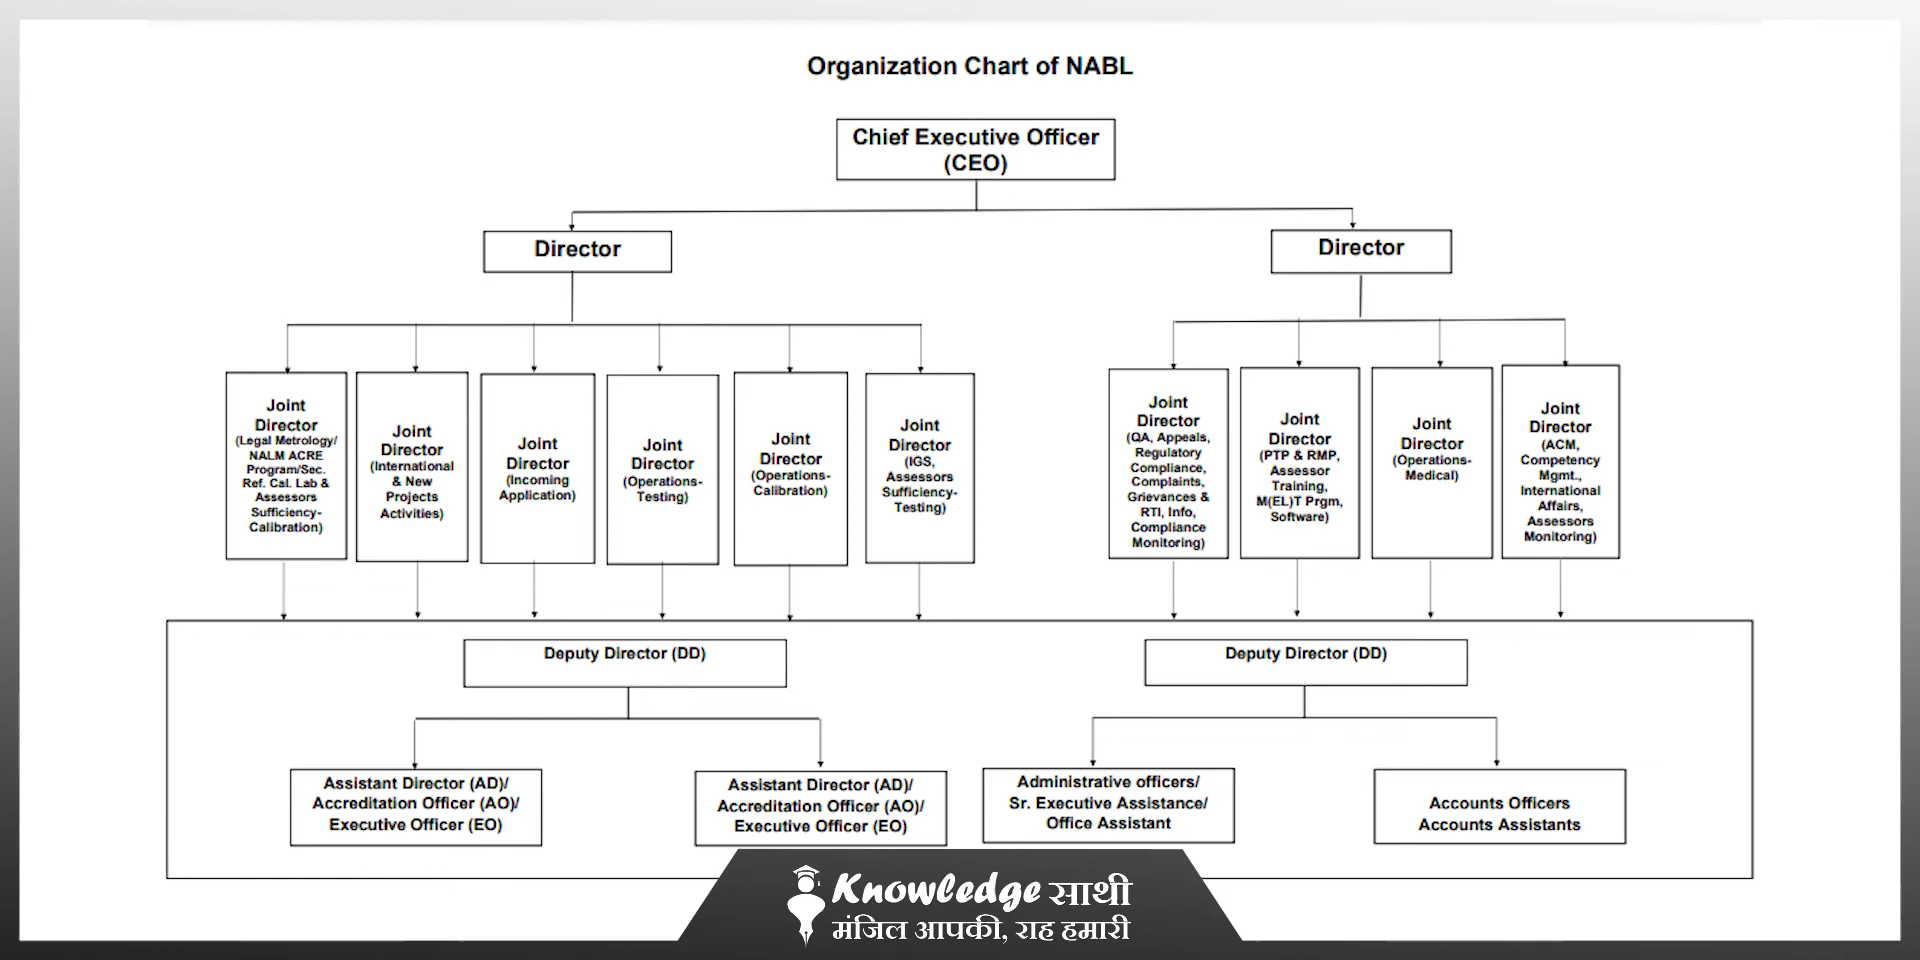 Organization Chart of NABL
Chief Executive Officer
(CEO)
Director
Director
Joint
Director
(Legal Metrology/
NALM ACRE
Program/Sec.
Ref. Cal. Lab &
Assessors
Sufficiency-
Calibration)
Joint
Director
(International
& New
Projects
Activities)
Joint
Director
(Incoming
Application)
Joint
Director
(Operations-
Testing)
Joint
Director
(Operations-
Calibration)
Joint
Director
(IGS,
Assessors
Sufficiency-
Testing)
Joint
Director
(QA, Appeals,
Regulatory
Compliance,
Complaints,
Grievances &
RTI, Info,
Compliance
Monitoring)
Joint
Director
(PTP & RMP,
Assessor
Training,
M(EL)T Prgm,
Software)
Joint
Director
(Operations-
Medical)
Joint
Director
(ACM,
Competency
Mgmt.,
International
Affairs,
Assessors
Monitoring)
Deputy Director (DD)
Deputy Director (DD)
Assistant Director (AD)/
Accreditation Officer (AO)/
Executive Officer (EO)
Assistant Director (AD)/
Accreditation Officer (AO)/
Executive Officer (EO)
Administrative officers/
Sr. Executive Assistance/
Office Assistant
Accounts Officers
Accounts Assistants
Knowledge साथी
मंजिल आपकी, राह हमारी